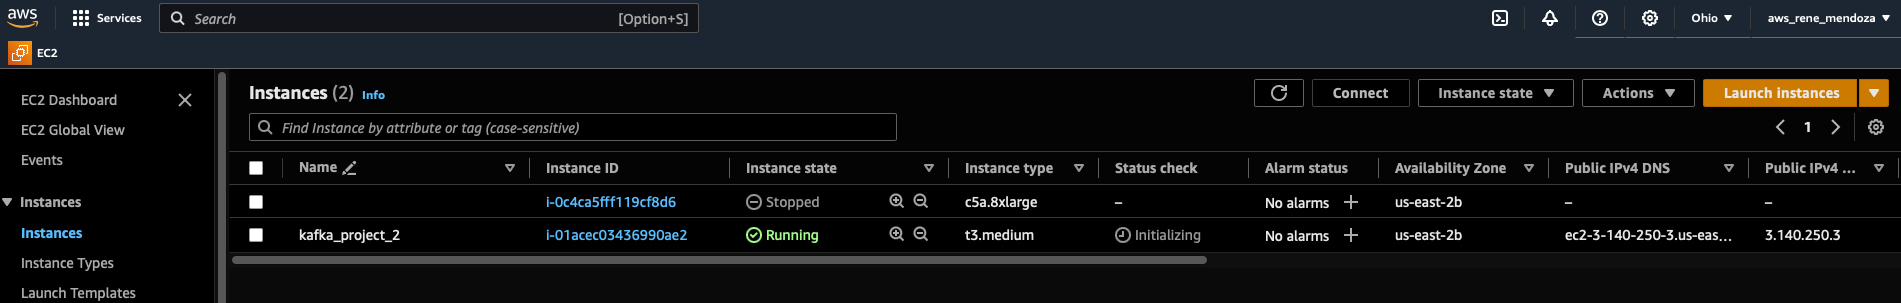 aws
Services
Search
[Option+S]
Ohio
aws_rene_mendoza
EC2
EC2 Dashboard
EC2 Global View
Events
Instances
Instances
Instance Types
Launch Templates
Instances (2) Info
Connect
Instance state
Actions
Launch instances
Find Instance by attribute or tag (case-sensitive)
1
Name Instance ID Instance state Instance type Status check Alarm status Availability Zone Public IPv4 DNS Public IPv4 ...
i-0c4ca5fff119cf8d6 Stopped c5a.8xlarge – No alarms + us-east-2b – –
kafka_project_2 i-01acec03436990ae2 Running t3.medium Initializing No alarms + us-east-2b ec2-3-140-250-3.us-eas... 3.140.250.3